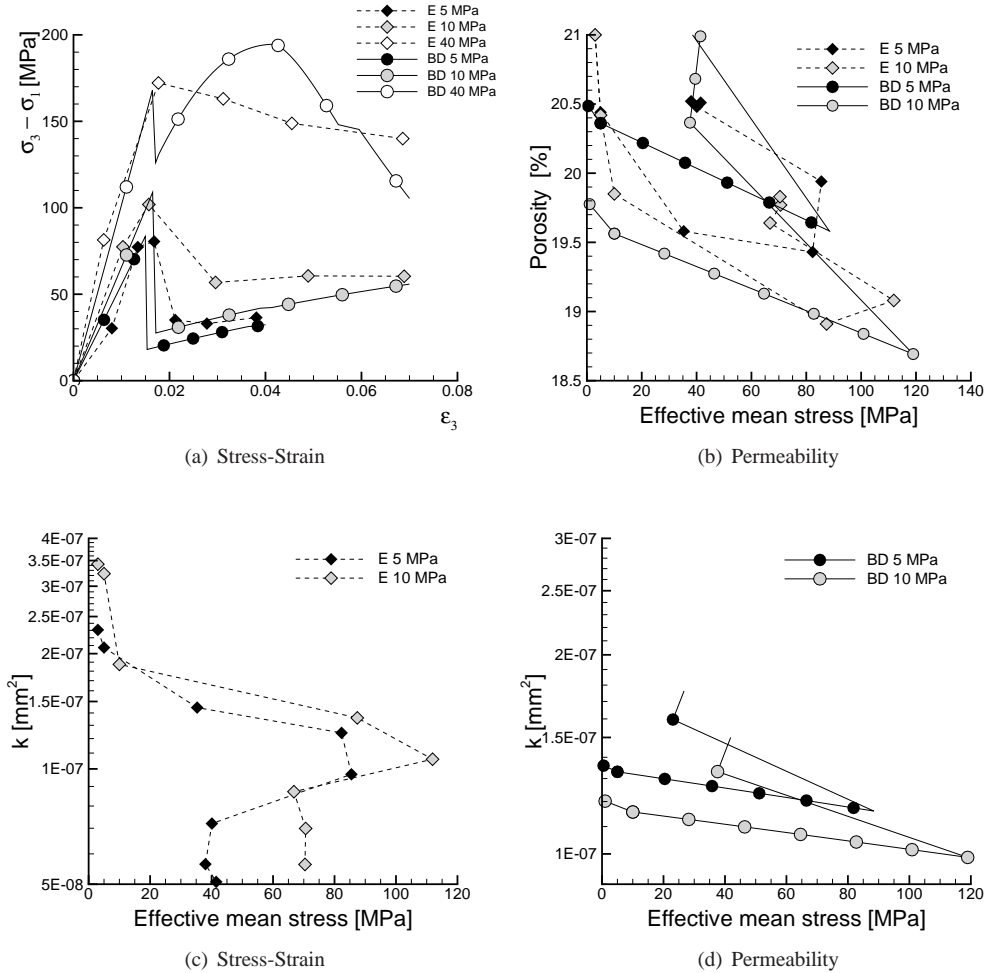 E 5 MPa
E 10 MPa
E 40 MPa
BD 5 MPa
BD 10 MPa
BD 40 MPa
σ3 – σ1 [MPa]
200
150
100
50
0
0 0.02 0.04 0.06 0.08
ε3
(a) Stress-Strain
E 5 MPa
E 10 MPa
BD 5 MPa
BD 10 MPa
Porosity [%]
21
20.5
20
19.5
19
18.5
0 20 40 60 80 100 120 140
Effective mean stress [MPa]
(b) Permeability
E 5 MPa
E 10 MPa
k [mm²]
4E-07
3.5E-07
3E-07
2.5E-07
2E-07
1.5E-07
1E-07
5E-08
0 20 40 60 80 100 120
Effective mean stress [MPa]
(c) Stress-Strain
BD 5 MPa
BD 10 MPa
k [mm²]
3E-07
2.5E-07
2E-07
1.5E-07
1E-07
0 20 40 60 80 100 120
Effective mean stress [MPa]
(d) Permeability